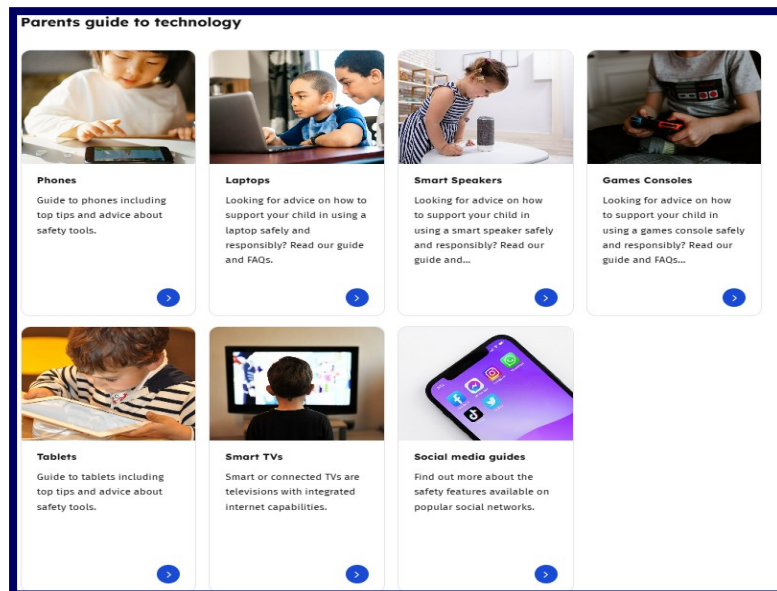 Parents guide to technology
Phones
Guide to phones including
top tips and advice about
safety tools.
Laptops
Looking for advice on how to
support your child in using a
laptop safely and
responsibly? Read our guide
and FAQs.
Smart Speakers
Looking for advice on how
to support your child in
using a smart speaker safely
and responsibly? Read our
guide and...
Games Consoles
Looking for advice on how
to support your child in
using a games console safely
and responsibly? Read our
guide and FAQs...
Tablets
Guide to tablets including
top tips and advice about
safety tools.
Smart TVs
Smart or connected TVs are
televisions with integrated
internet capabilities.
Social media guides
Find out more about the
safety features available on
popular social networks.